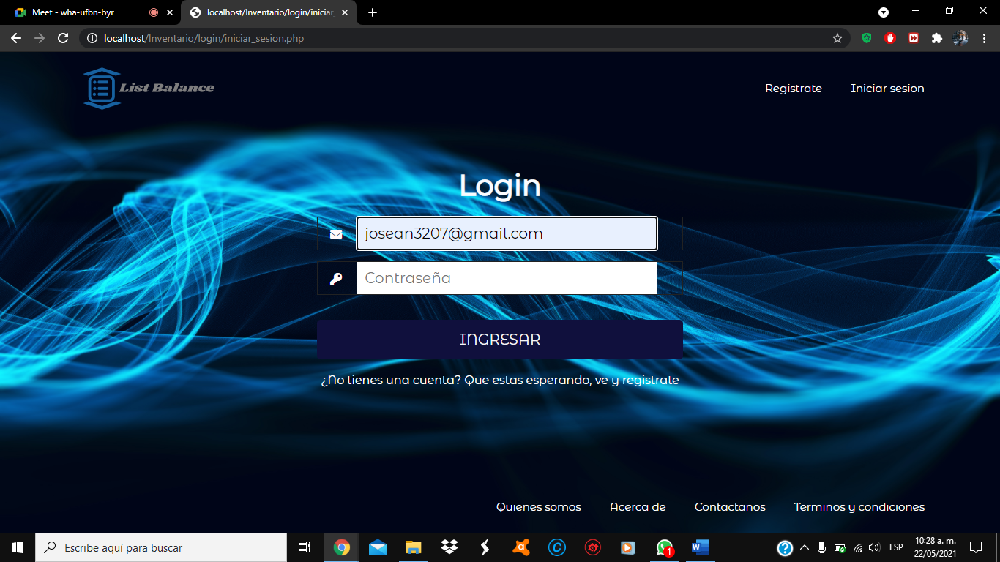 Meet - wha-ufbn-byr
localhost/Inventario/login/iniciar_
localhost/Inventario/login/iniciar_sesion.php
List Balance
Registrate
Iniciar sesion
Login
josean3207@gmail.com
Contraseña
INGRESAR
¿No tienes una cuenta? Que estas esperando, ve y registrate
Quienes somos
Acerca de
Contactanos
Terminos y condiciones
Escribe aquí para buscar
1
ESP
10:28 a. m.
22/05/2021